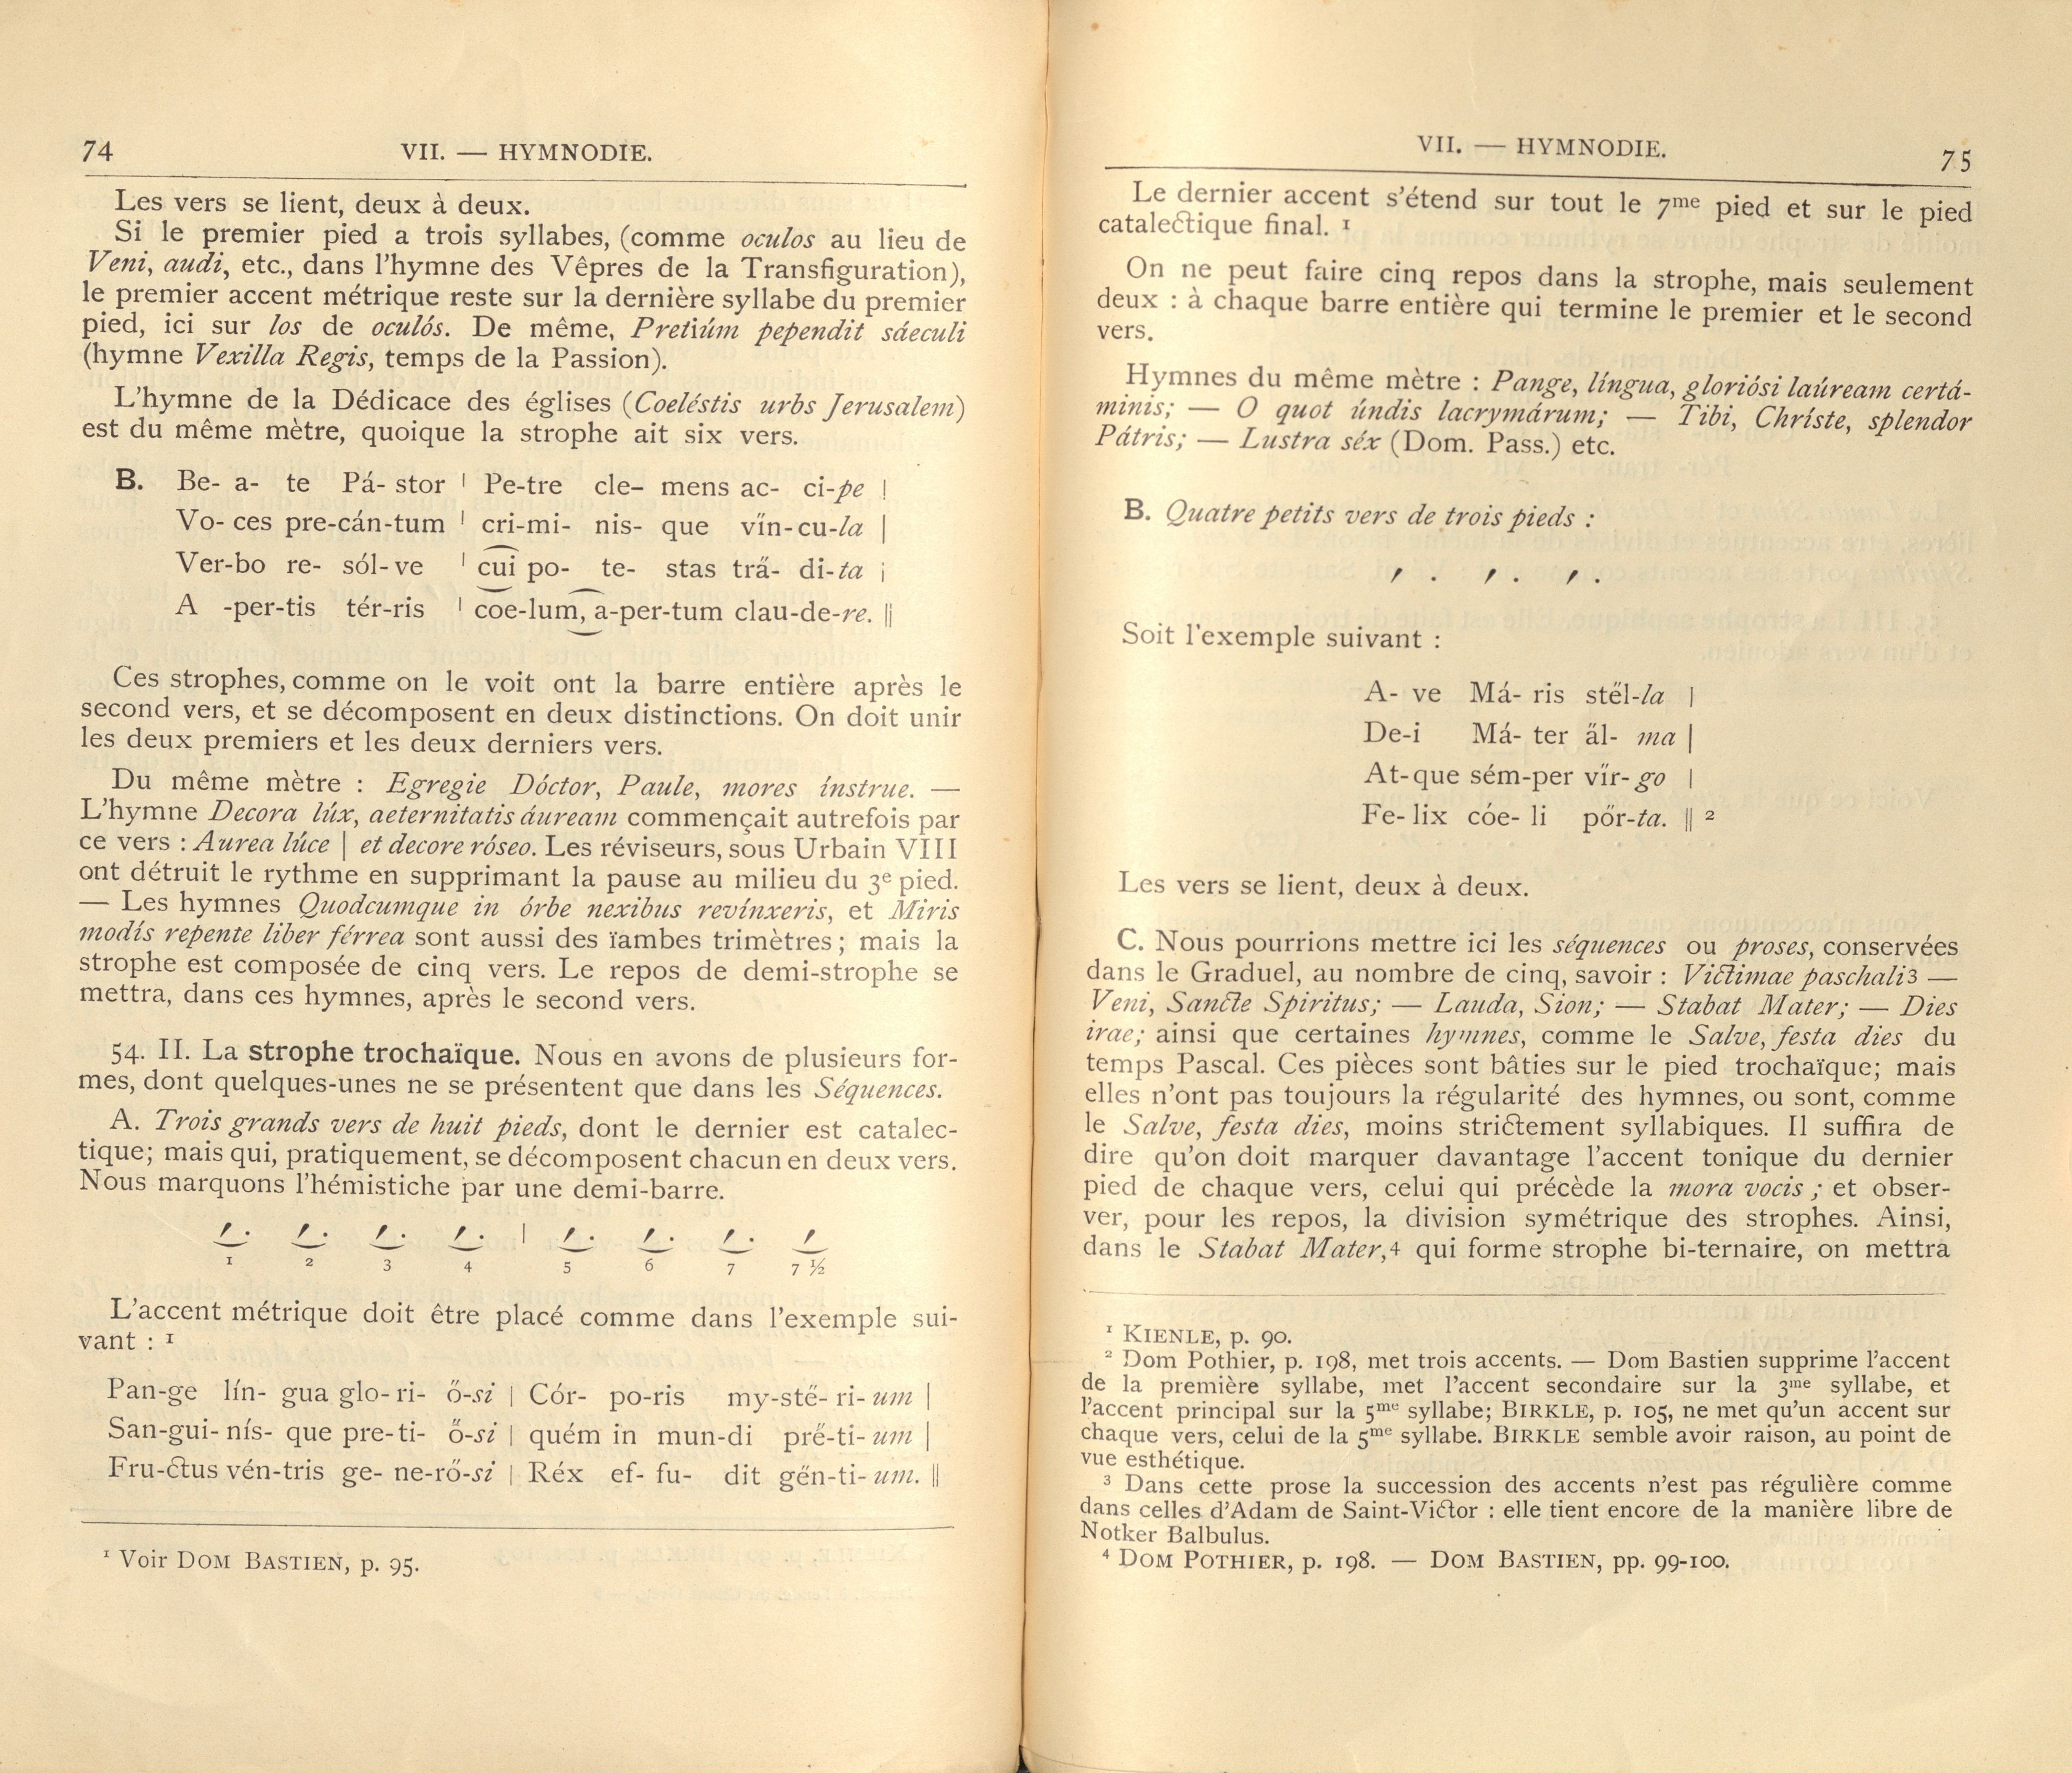 74 VII. — HYMNODIE.
Les vers se lient, deux à deux.
Si le premier pied a trois syllabes, (comme oculos au lieu de
Veni, audi, etc., dans l'hymne des Vêpres de la Transfiguration),
le premier accent métrique reste sur la dernière syllabe du premier
pied, ici sur los de oculós. De même, Pretiúm pependit sáeculi
(hymne Vexilla Regis, temps de la Passion).
L'hymne de la Dédicace des églises (Coeléstis urbs Jerusalem)
est du même mètre, quoique la strophe ait six vers.
B. Be- a- te Pá- stor | Pe-tre cle- mens ac- ci-pe |
Vo- ces pre-cán-tum | cri-mi- nis- que vi̋n-cu-la |
Ver-bo re- sól-ve | cui po- te- stas tra̋- di-ta |
A -per-tis tér-ris | coe-lum, a-per-tum clau-de-re. ||
Ces strophes, comme on le voit ont la barre entière après le
second vers, et se décomposent en deux distinctions. On doit unir
les deux premiers et les deux derniers vers.
Du même mètre : Egregie Dóctor, Paule, mores ínstrue. —
L'hymne Decora lúx, aeternitatis áuream commençait autrefois par
ce vers : Aurea lúce | et decore róseo. Les réviseurs, sous Urbain VIII
ont détruit le rythme en supprimant la pause au milieu du 3e pied.
— Les hymnes Quodcumque in órbe nexibus revínxeris, et Miris
modís repente liber férrea sont aussi des ïambes trimètres; mais la
strophe est composée de cinq vers. Le repos de demi-strophe se
mettra, dans ces hymnes, après le second vers.
54. II. La strophe trochaïque. Nous en avons de plusieurs for-
mes, dont quelques-unes ne se présentent que dans les Séquences.
A. Trois grands vers de huit pieds, dont le dernier est catalec-
tique; mais qui, pratiquement, se décomposent chacun en deux vers.
Nous marquons l'hémistiche par une demi-barre.
1 2 3 4 | 5 6 7 7 ½
L'accent métrique doit être placé comme dans l'exemple sui-
vant : 1
Pan-ge lín- gua glo- ri- ő-si | Cór- po-ris my-ste̋- ri- um |
San-gui- nís- que pre-ti- ő-si | quém in mun-di pre̋-ti- um |
Fru-ctus vén-tris ge- ne-rő-si | Réx ef- fu- dit ge̋n-ti- um. ||
1 Voir DOM BASTIEN, p. 95.
VII. — HYMNODIE. 75
Le dernier accent s'étend sur tout le 7me pied et sur le pied
catalectique final. 1
On ne peut faire cinq repos dans la strophe, mais seulement
deux : à chaque barre entière qui termine le premier et le second
vers.
Hymnes du même mètre : Pange, língua, gloriósi laúream certá-
minis; — O quot úndis lacrymárum; — Tibi, Chríste, splendor
Pátris; — Lustra séx (Dom. Pass.) etc.
B. Quatre petits vers de trois pieds :
Soit l'exemple suivant :
A- ve Má- ris ste̋l-la |
De-i Má- ter a̋l- ma |
At-que sém-per vi̋r- go |
Fe- lix cóe- li pőr-ta. || 2
Les vers se lient, deux à deux.
C. Nous pourrions mettre ici les séquences ou proses, conservées
dans le Graduel, au nombre de cinq, savoir : Victimae paschali3 —
Veni, Sancte Spiritus; — Lauda, Sion; — Stabat Mater; — Dies
irae; ainsi que certaines hymnes, comme le Salve, festa dies du
temps Pascal. Ces pièces sont bâties sur le pied trochaïque; mais
elles n'ont pas toujours la régularité des hymnes, ou sont, comme
le Salve, festa dies, moins strictement syllabiques. Il suffira de
dire qu'on doit marquer davantage l'accent tonique du dernier
pied de chaque vers, celui qui précède la mora vocis ; et obser-
ver, pour les repos, la division symétrique des strophes. Ainsi,
dans le Stabat Mater,4 qui forme strophe bi-ternaire, on mettra
1 KIENLE, p. 90.
2 Dom Pothier, p. 198, met trois accents. — Dom Bastien supprime l'accent
de la première syllabe, met l'accent secondaire sur la 3me syllabe, et
l'accent principal sur la 5me syllabe; BIRKLE, p. 105, ne met qu'un accent sur
chaque vers, celui de la 5me syllabe. BIRKLE semble avoir raison, au point de
vue esthétique.
3 Dans cette prose la succession des accents n'est pas régulière comme
dans celles d'Adam de Saint-Victor : elle tient encore de la manière libre de
Notker Balbulus.
4 DOM POTHIER, p. 198. — DOM BASTIEN, pp. 99-100.